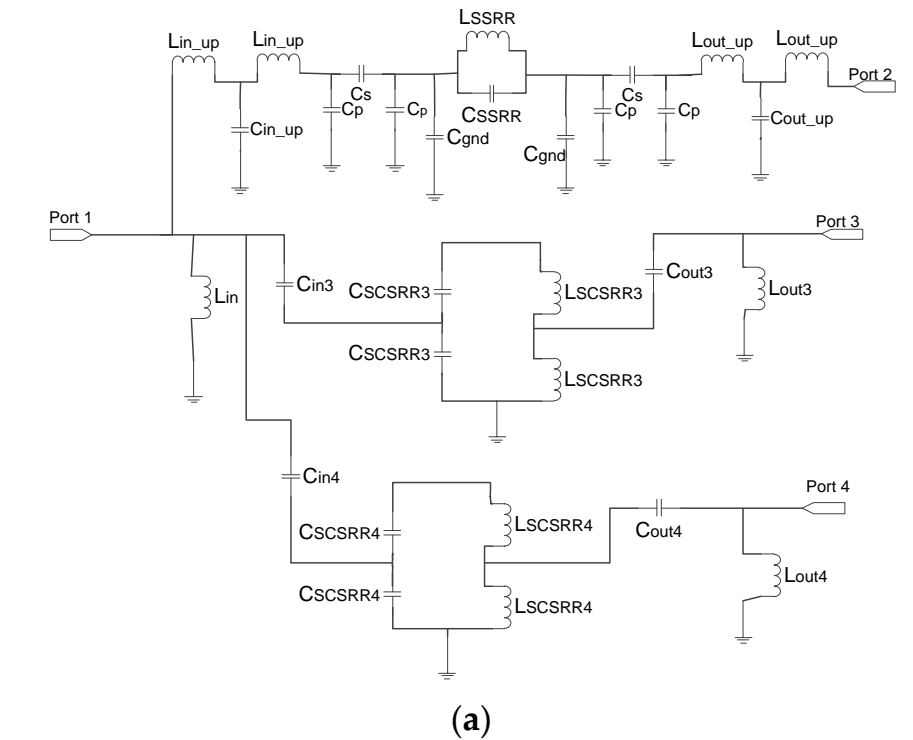 LSSRR
Lin_up Lin_up Lout_up Lout_up
Port 2
Cs Cs
CSSRR
Cp Cp Cp Cp
Cin_up Cgnd Cgnd Cout_up
Port 1 Port 3
Lin Cin3 CSCSRR3 LSCSRR3 Cout3 Lout3
CSCSRR3 LSCSRR3
Cin4 Port 4
CSCSRR4 LSCSRR4 Cout4
CSCSRR4 LSCSRR4 Lout4
(a)